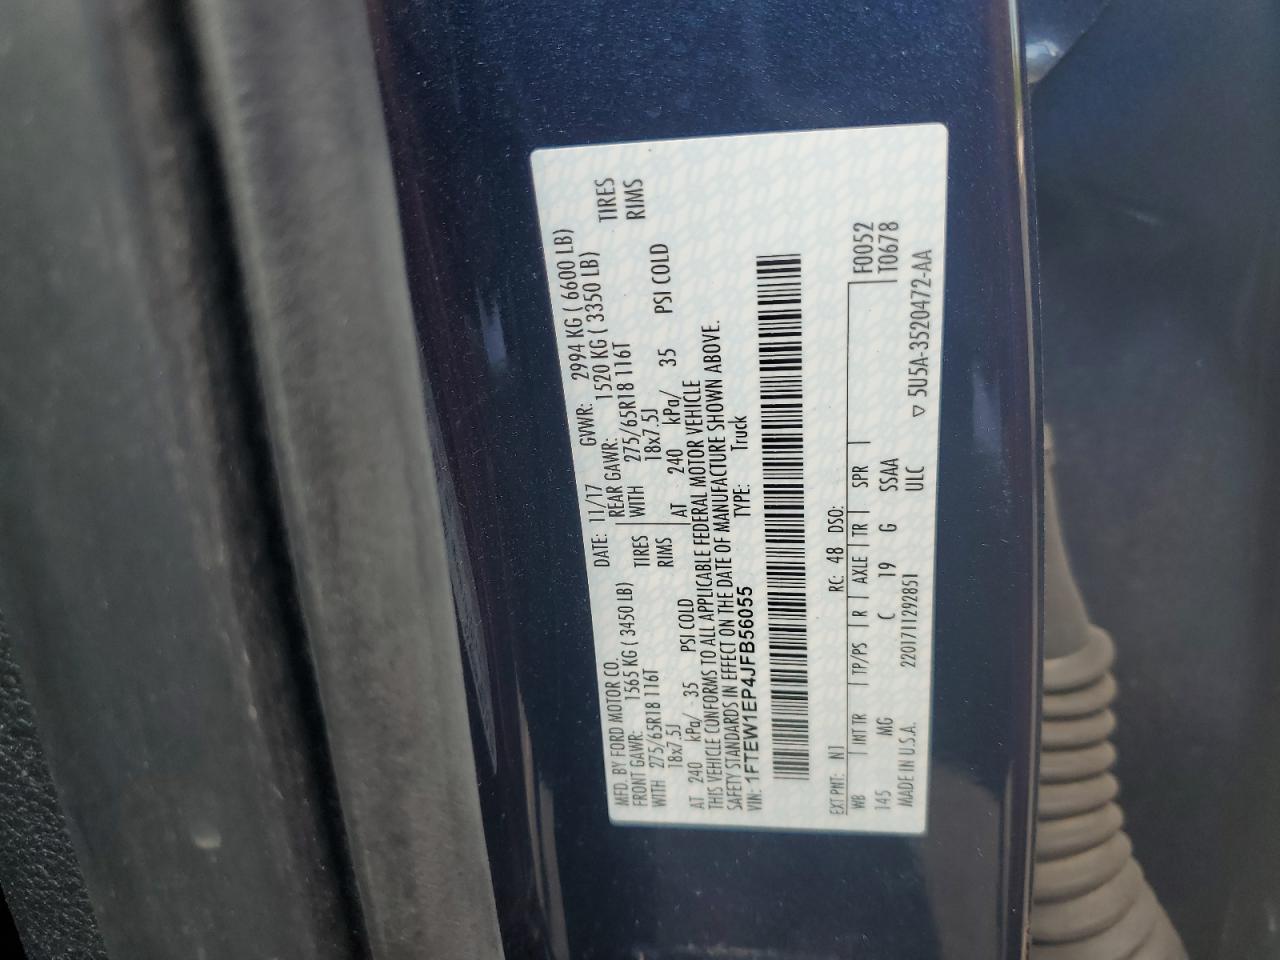 MFD. BY FORD MOTOR CO.
DATE: 11/17 GVWR: 2994 KG ( 6600 LB)
FRONT GAWR: 1565 KG ( 3450 LB)
REAR GAWR: 1520 KG ( 3350 LB)
WITH 275/65R18 116T TIRES
WITH 275/65R18 116T TIRES
18x7.5J RIMS
18x7.5J RIMS
AT 240 kPa/ 35 PSI COLD
AT 240 kPa/ 35 PSI COLD
THIS VEHICLE CONFORMS TO ALL APPLICABLE FEDERAL MOTOR VEHICLE
SAFETY STANDARDS IN EFFECT ON THE DATE OF MANUFACTURE SHOWN ABOVE.
VIN: 1FTEW1EP4JFB56055 TYPE: Truck
EXT PNT: N1 RC: 48 DSO:
F0052
WB INT TR TP/PS R AXLE TR SPR
T0678
145 MG C 19 G SSAA
MADE IN U.S.A. 2201711292851 ULC ▽ 5U5A-3520472-AA